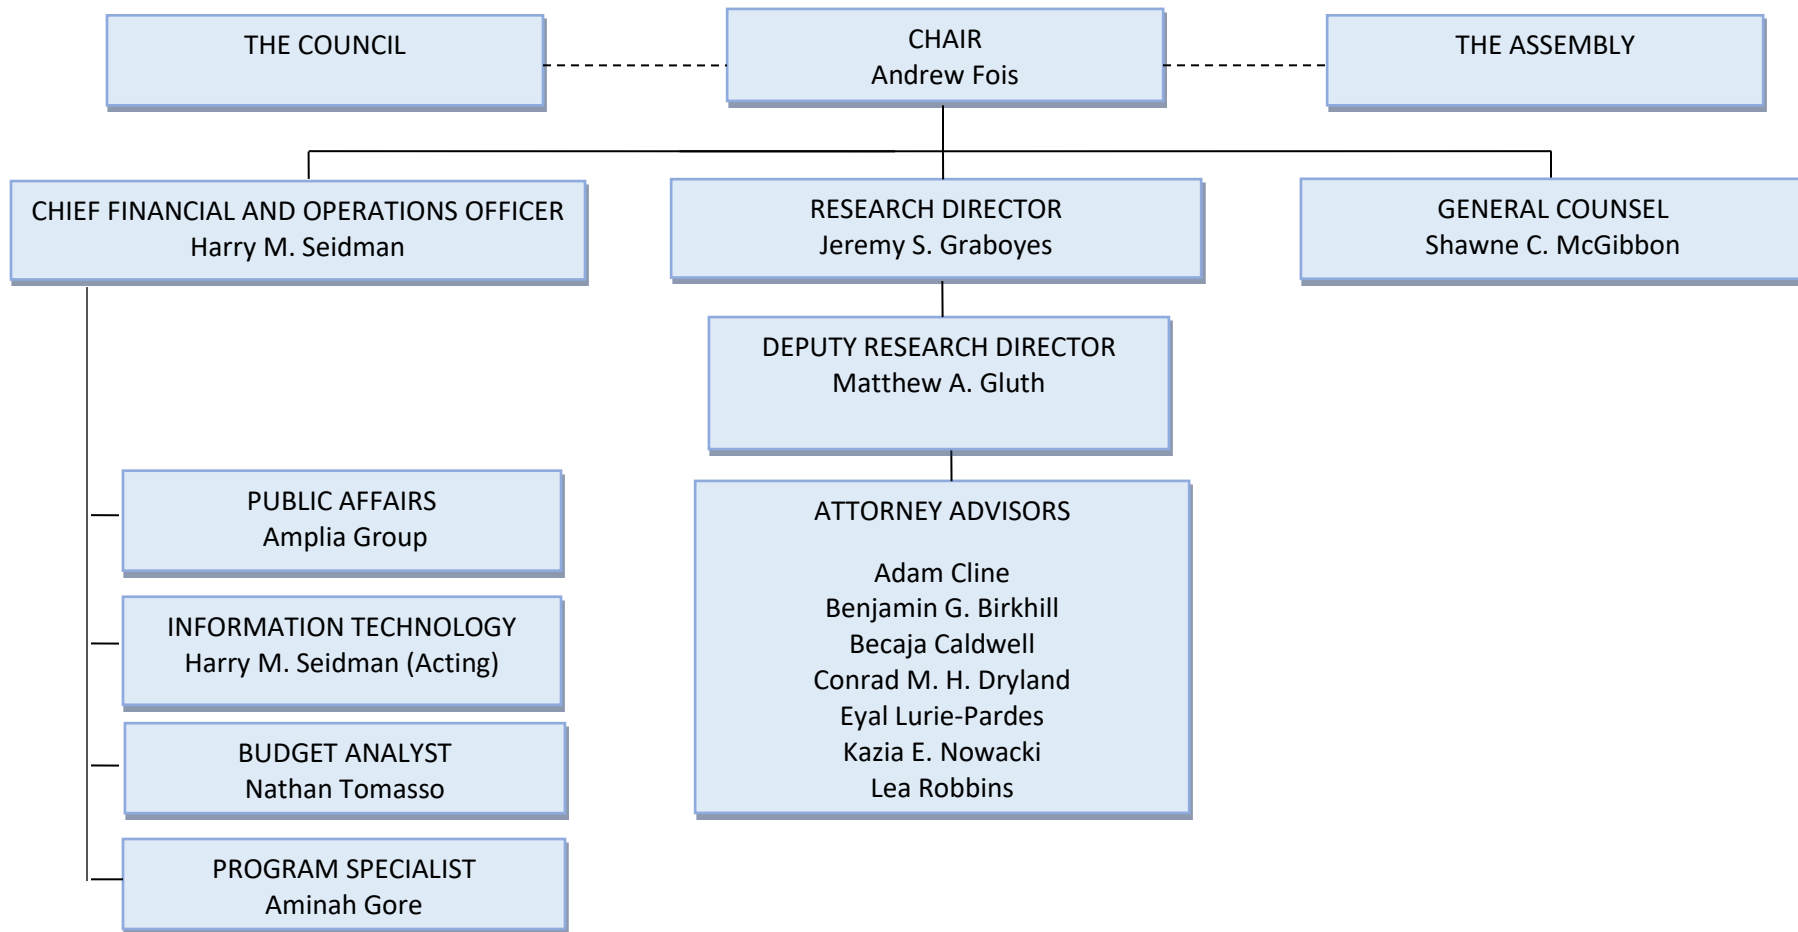 THE COUNCIL
CHAIR
Andrew Fois
THE ASSEMBLY
CHIEF FINANCIAL AND OPERATIONS OFFICER
Harry M. Seidman
RESEARCH DIRECTOR
Jeremy S. Graboyes
GENERAL COUNSEL
Shawne C. McGibbon
DEPUTY RESEARCH DIRECTOR
Matthew A. Gluth
PUBLIC AFFAIRS
Amplia Group
INFORMATION TECHNOLOGY
Harry M. Seidman (Acting)
BUDGET ANALYST
Nathan Tomasso
PROGRAM SPECIALIST
Aminah Gore
ATTORNEY ADVISORS
Adam Cline
Benjamin G. Birkhill
Becaja Caldwell
Conrad M. H. Dryland
Eyal Lurie-Pardes
Kazia E. Nowacki
Lea Robbins